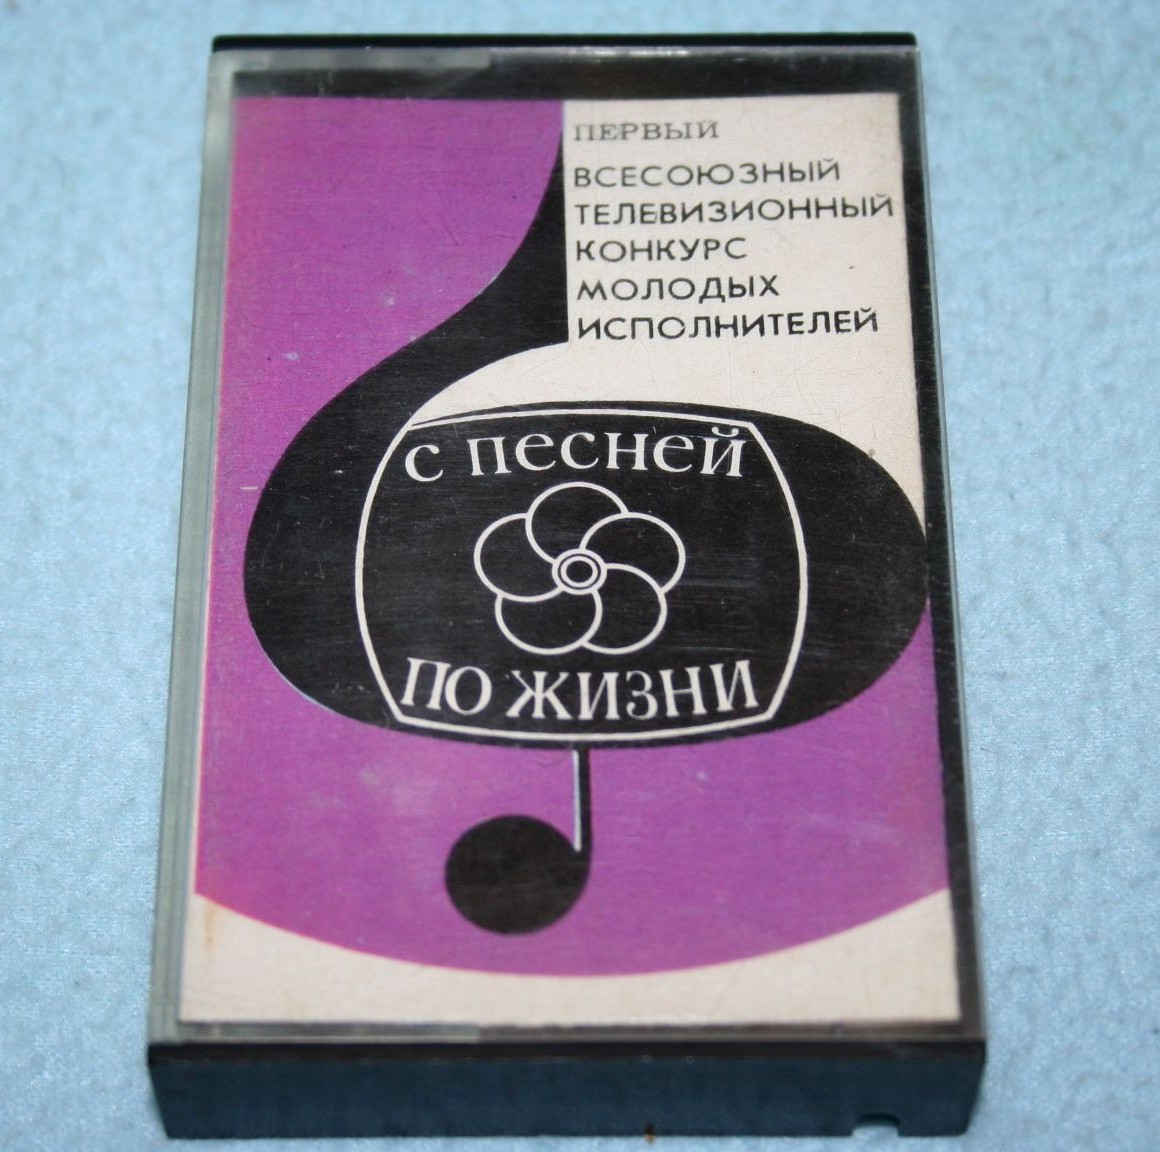 ПЕРВЫЙ
ВСЕСОЮЗНЫЙ
ТЕЛЕВИЗИОННЫЙ
КОНКУРС
МОЛОДЫХ
ИСПОЛНИТЕЛЕЙ
С ПЕСНЕЙ
ПО ЖИЗНИ